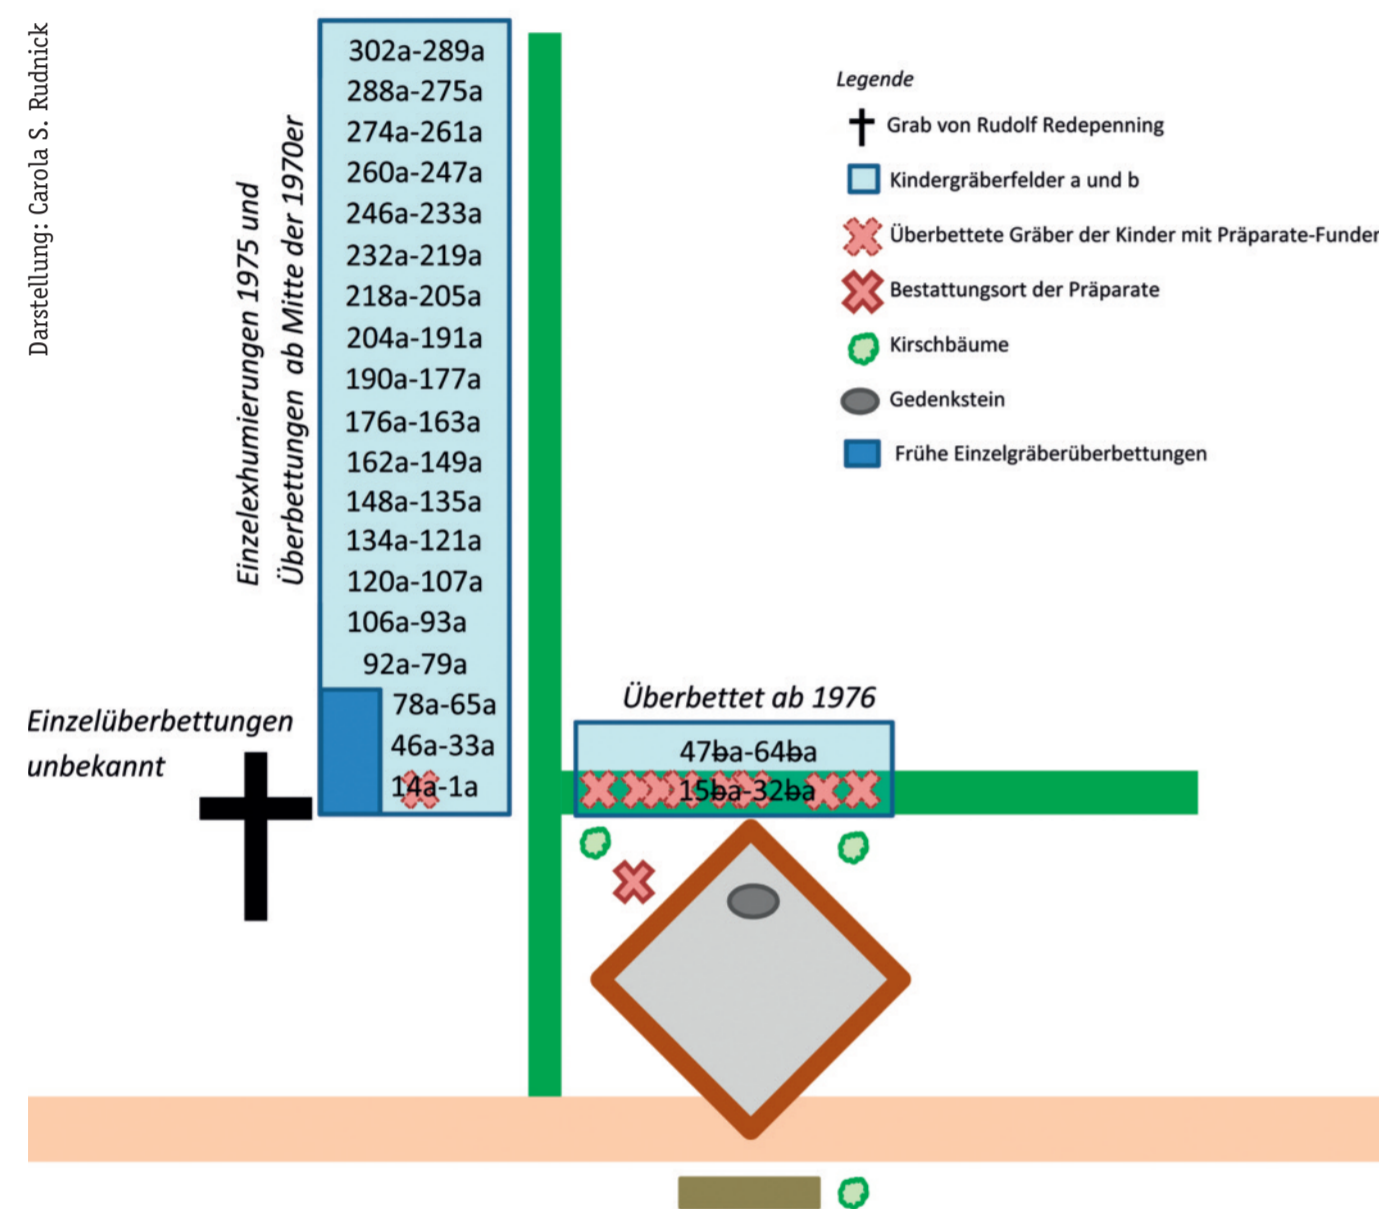 Darstellung: Carola S. Rudnick
Einzelexhumierungen 1975 und
Überbettungen ab Mitte der 1970er
302a-289a
288a-275a
274a-261a
260a-247a
246a-233a
232a-219a
218a-205a
204a-191a
190a-177a
176a-163a
162a-149a
148a-135a
134a-121a
120a-107a
106a-93a
92a-79a
78a-65a
46a-33a
14a-1a
Einzelüberbettungen
unbekannt
Überbettet ab 1976
47ba-64ba
15ba-32ba
Legende
Grab von Rudolf Redepenning
Kindergräberfelder a und b
Überbettete Gräber der Kinder mit Präparate-Funden
Bestattungsort der Präparate
Kirschbäume
Gedenkstein
Frühe Einzelgräberüberbettungen